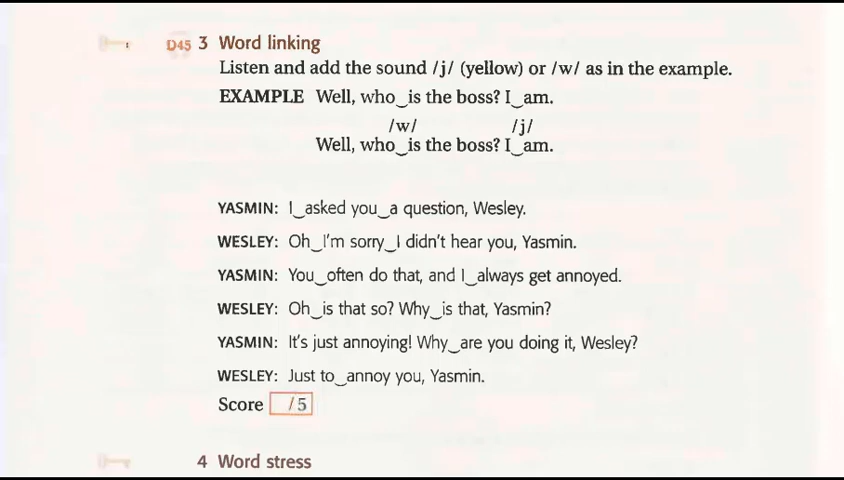 D45 3 Word linking
Listen and add the sound /j/ (yellow) or /w/ as in the example.
EXAMPLE Well, who‿is the boss? I‿am.
/w/ /j/
Well, who‿is the boss? I‿am.
YASMIN: I‿asked you‿a question, Wesley.
WESLEY: Oh‿I'm sorry‿I didn't hear you, Yasmin.
YASMIN: You‿often do that, and I‿always get annoyed.
WESLEY: Oh‿is that so? Why‿is that, Yasmin?
YASMIN: It's just annoying! Why‿are you doing it, Wesley?
WESLEY: Just to‿annoy you, Yasmin.
Score /5
4 Word stress